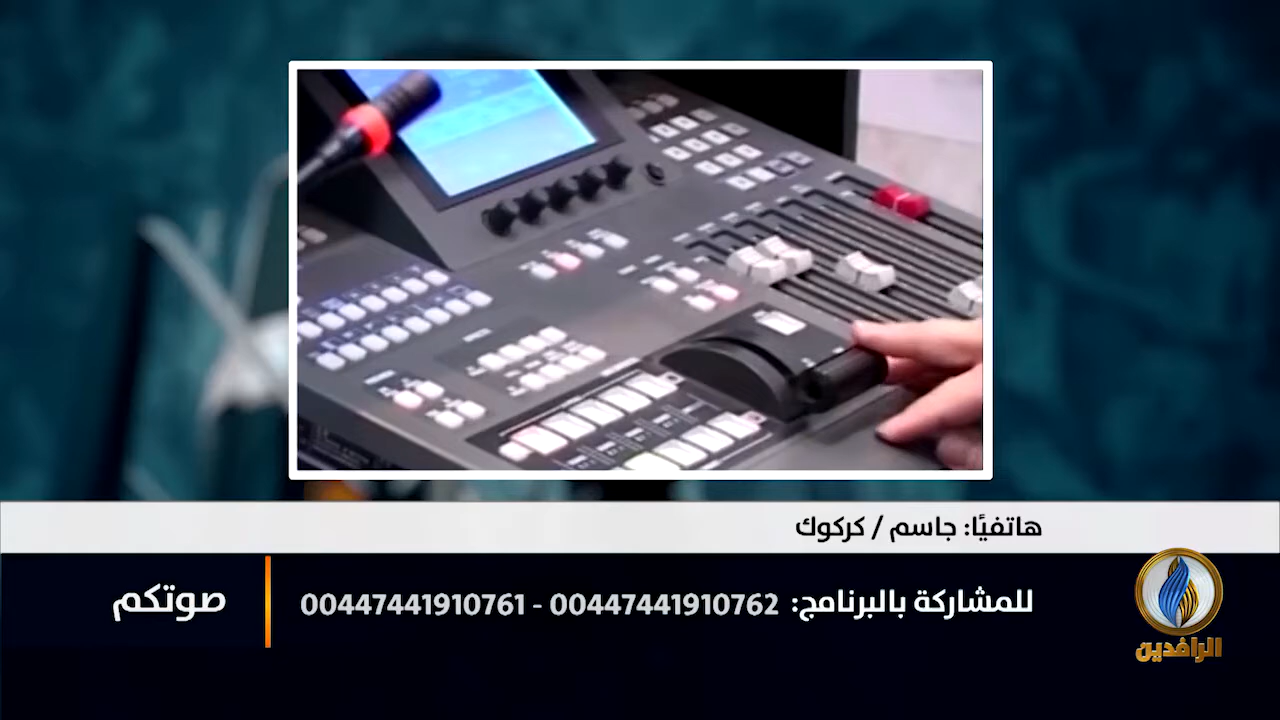 هاتفيًا: جاسم / كركوك
للمشاركة بالبرنامج: 00447441910762 - 00447441910761
صوتكم
الرافدين